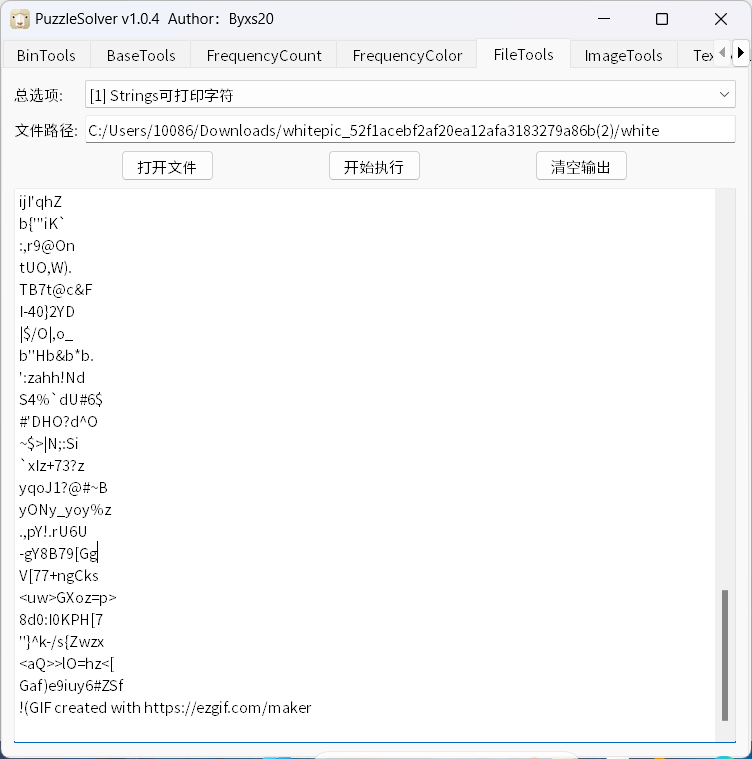 PuzzleSolver v1.0.4 Author：Byxs20
BinTools BaseTools FrequencyCount FrequencyColor FileTools ImageTools
总选项: [1] Strings可打印字符
文件路径: C:/Users/10086/Downloads/whitepic_52f1acebf2af20ea12afa3183279a86b(2)/white
打开文件 开始执行 清空输出
ijI'qhZ
b{'"iK`
:,r9@On
tUO,W).
TB7t@c&F
I-40}2YD
|$/O|,o_
b"Hb&b*b.
':zahh!Nd
S4%`dU#6$
#'DHO?d^O
~$>|N;:Si
`xIz+73?z
yqoJ1?@#~B
yONy_yoy%z
.,pY!.rU6U
-gY8B79[Gg
V[77+ngCks
<uw>GXoz=p>
8d0:I0KPH[7
"}^k-/s{Zwzx
<aQ>>lO=hz<[
Gaf)e9iuy6#ZSf
!(GIF created with https://ezgif.com/maker